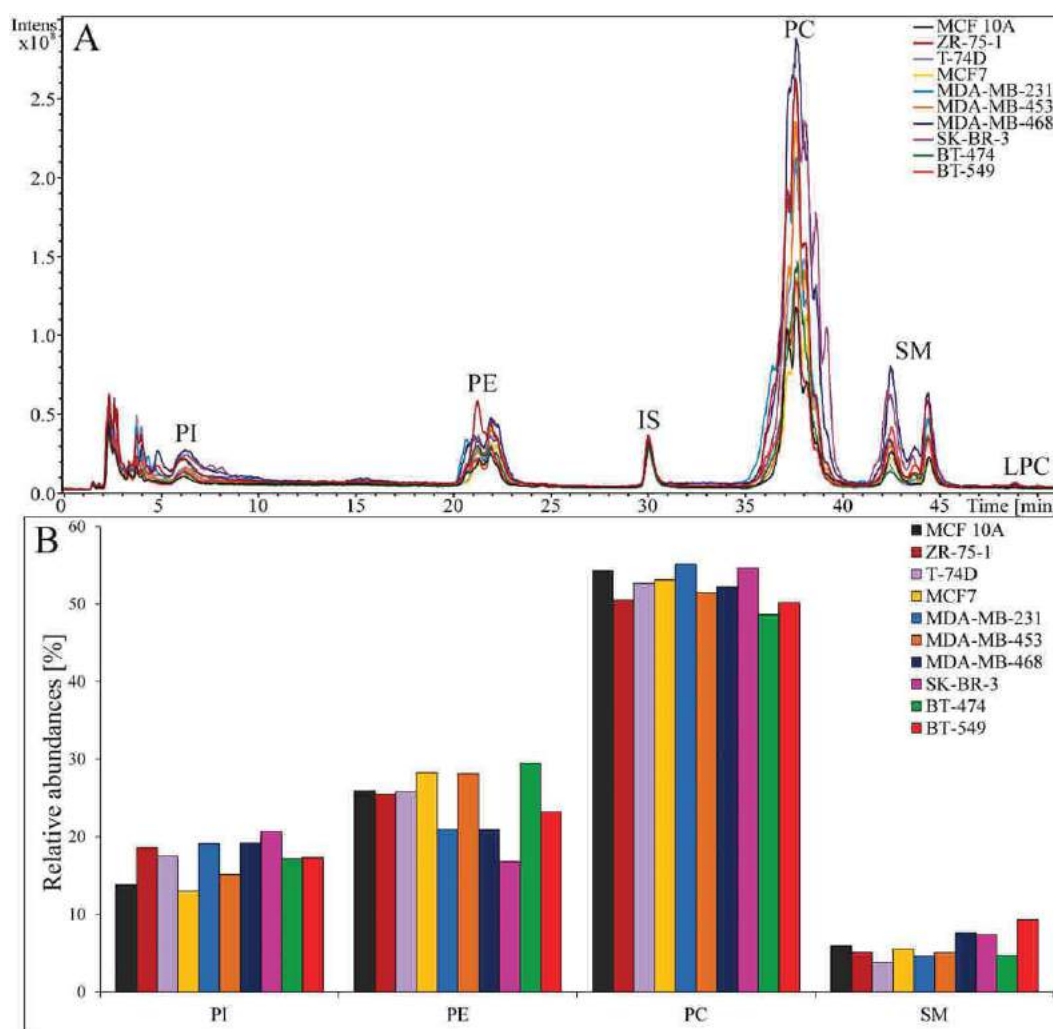 Intens
x10⁸
A
2.5
2.0
1.5
1.0
0.5
0.0
PI
PE
IS
PC
SM
LPC
MCF 10A
ZR-75-1
T-74D
MCF7
MDA-MB-231
MDA-MB-453
MDA-MB-468
SK-BR-3
BT-474
BT-549
0 5 10 15 20 25 30 35 40 45 Time [min
B
Relative abundances [%]
60
50
40
30
20
10
0
MCF 10A
ZR-75-1
T-74D
MCF7
MDA-MB-231
MDA-MB-453
MDA-MB-468
SK-BR-3
BT-474
BT-549
PI PE PC SM